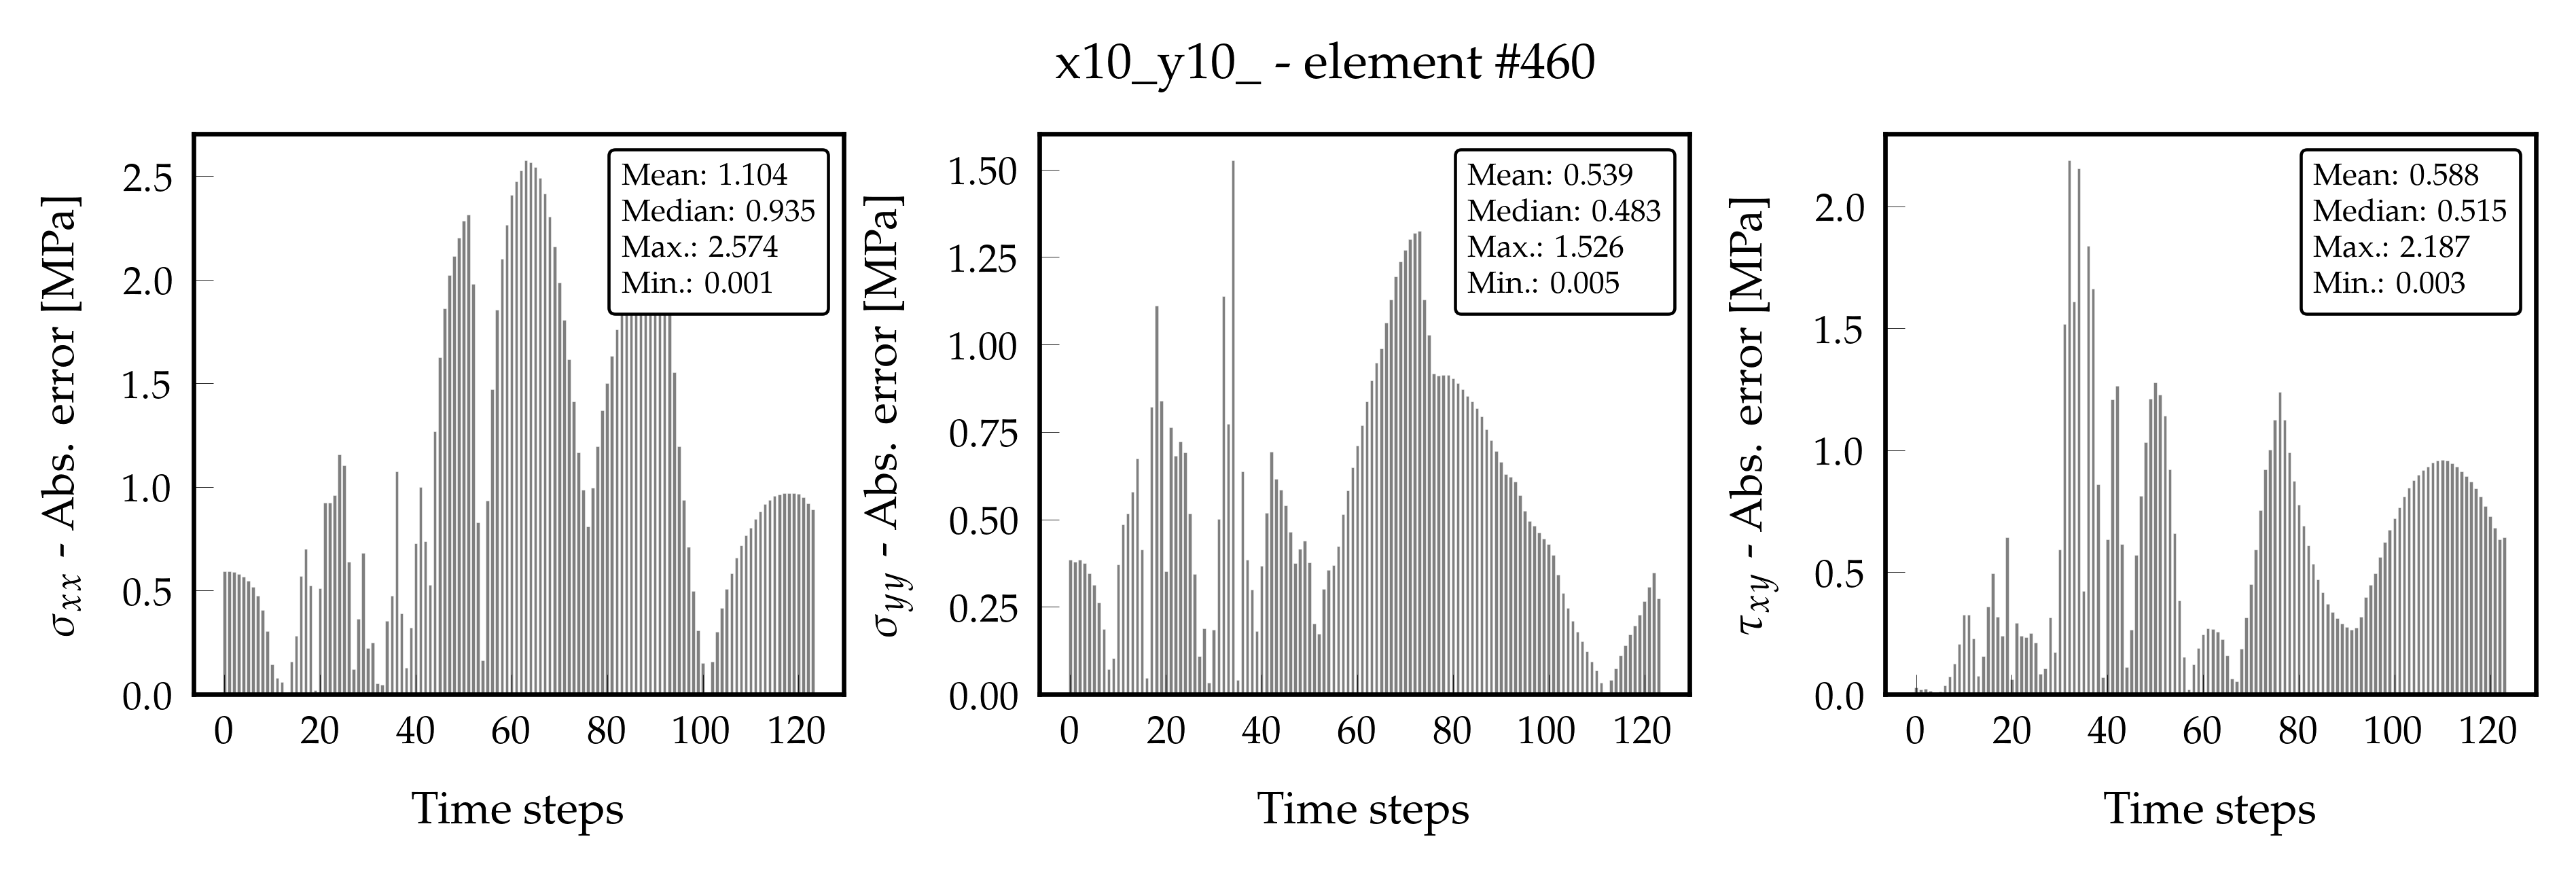 x10_y10_ - element #460
σxx - Abs. error [MPa]
2.5
2.0
1.5
1.0
0.5
0.0
Mean: 1.104
Median: 0.935
Max.: 2.574
Min.: 0.001
0 20 40 60 80 100 120
Time steps
σyy - Abs. error [MPa]
1.50
1.25
1.00
0.75
0.50
0.25
0.00
Mean: 0.539
Median: 0.483
Max.: 1.526
Min.: 0.005
0 20 40 60 80 100 120
Time steps
τxy - Abs. error [MPa]
2.0
1.5
1.0
0.5
0.0
Mean: 0.588
Median: 0.515
Max.: 2.187
Min.: 0.003
0 20 40 60 80 100 120
Time steps